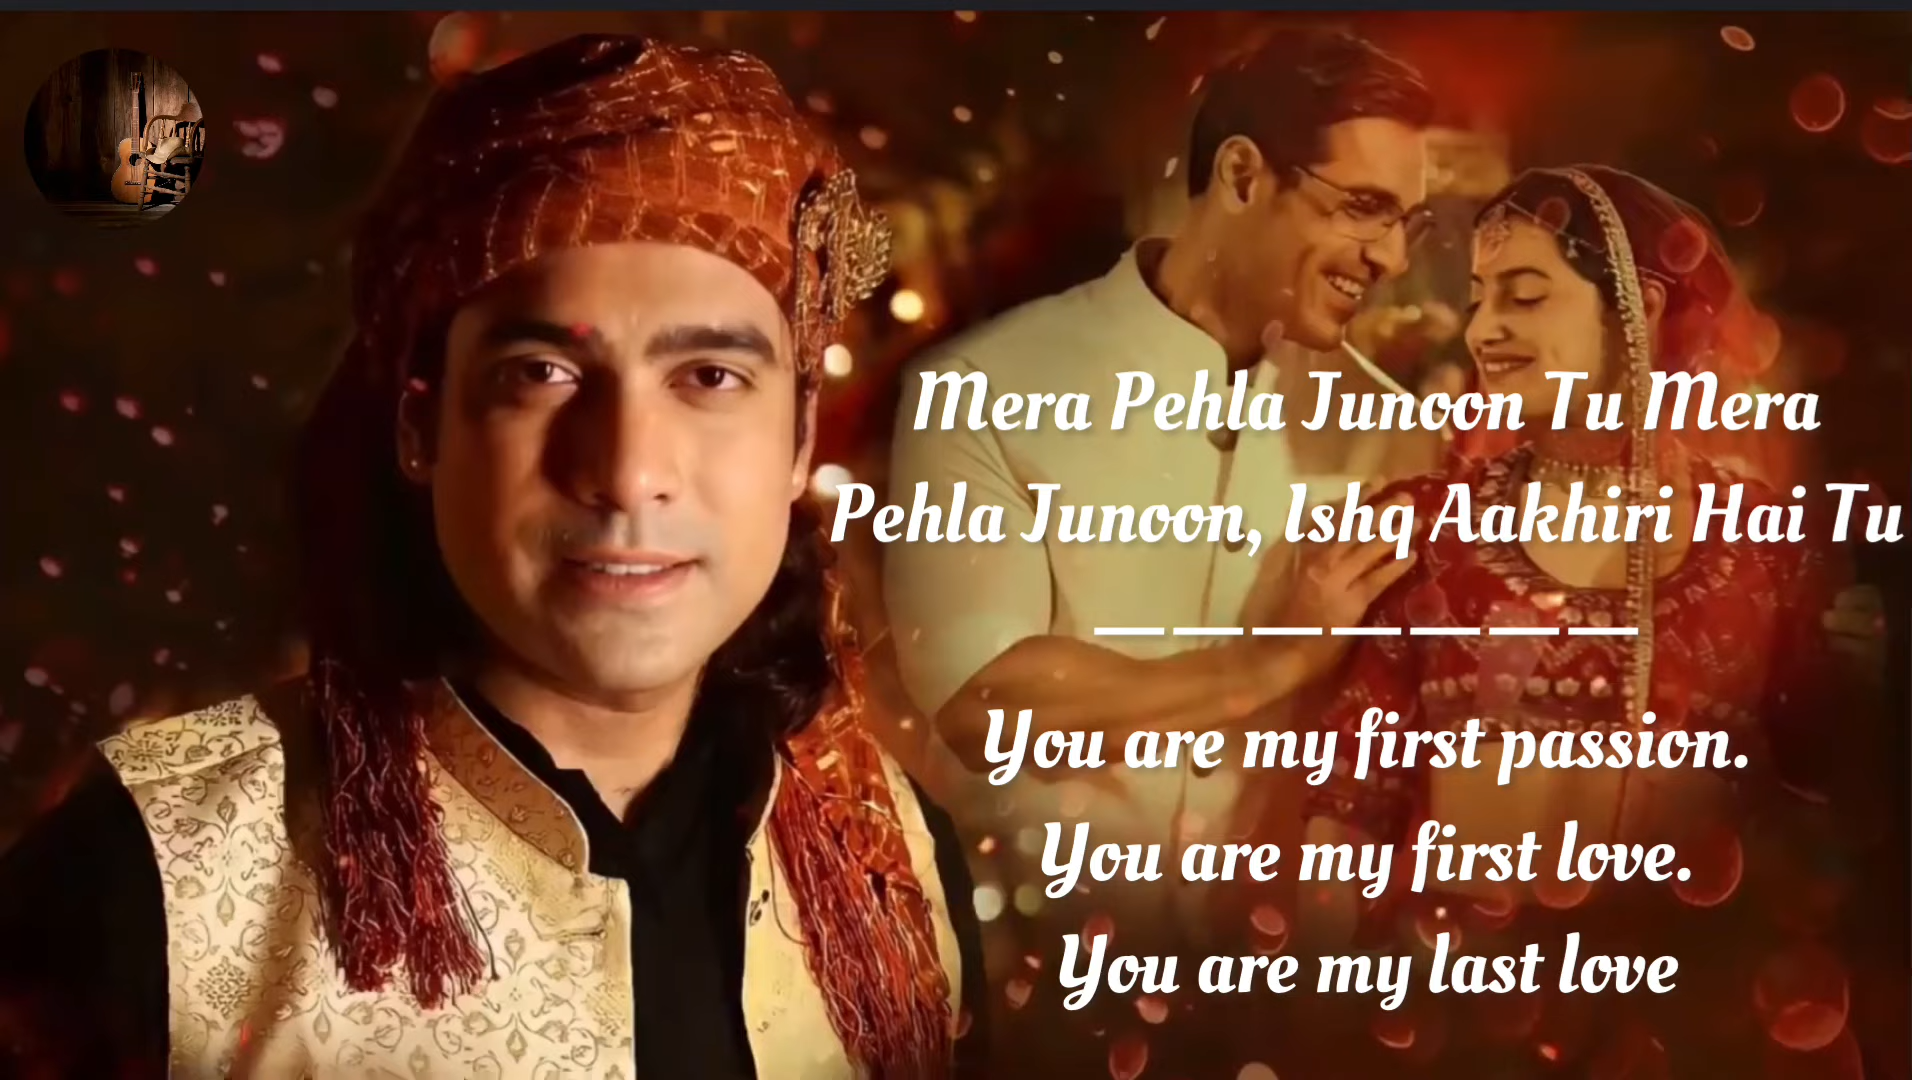 Mera Pehla Junoon Tu Mera
Pehla Junoon, Ishq Aakhiri Hai Tu
———————
You are my first passion.
You are my first love.
You are my last love